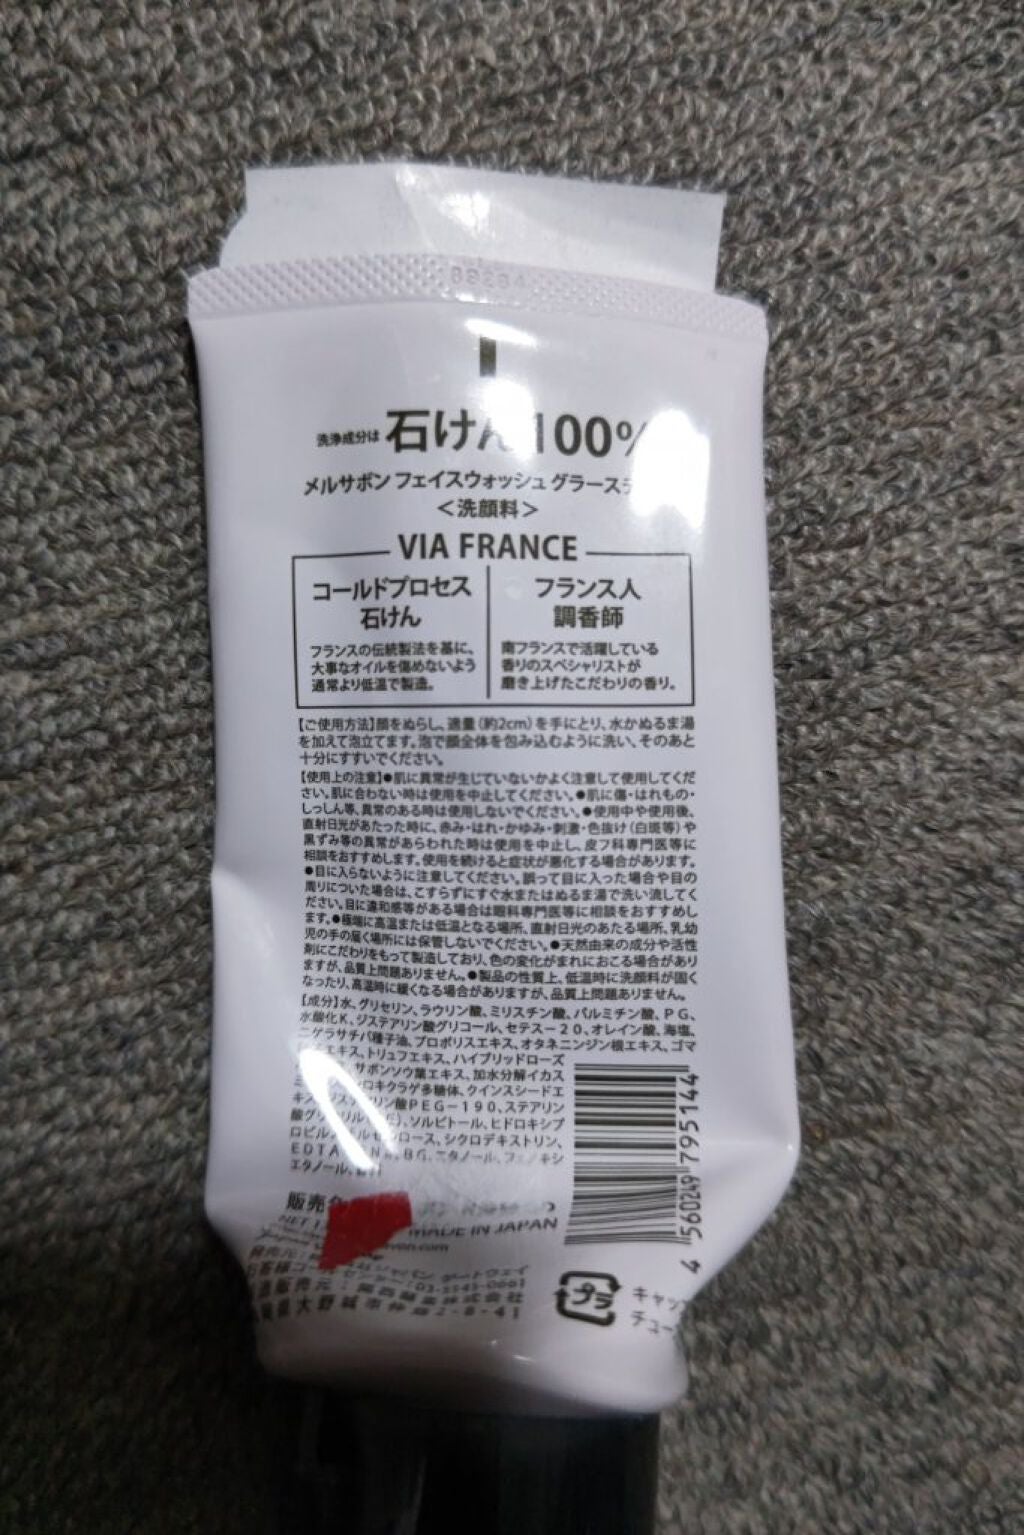 88284
洗浄成分は 石けん100%
メルサボン フェイスウォッシュ グラース
＜洗顔料＞
VIA FRANCE
コールドプロセス
石けん
フランスの伝統製法を基に、
大事なオイルを傷めないよう
通常より低温で製造。
フランス人
調香師
南フランスで活躍している
香りのスペシャリストが
磨き上げたこだわりの香り。
【ご使用方法】顔をぬらし、適量(約2cm)を手にとり、水かぬるま湯
を加えて泡立てます。泡で顔全体を包み込むように洗い、そのあと
十分にすすいでください。
【使用上の注意】●肌に異常が生じていないかよく注意して使用してくだ
さい。肌に合わない時は使用を中止してください。●肌に傷・はれもの・
しっしん等、異常のある時は使用しないでください。●使用中や使用後、
直射日光があたった時に、赤み・はれ・かゆみ・刺激・色抜け(白斑等)や
黒ずみ等の異常があらわれた時は使用を中止し、皮フ科専門医等に
相談をおすすめします。使用を続けると症状が悪化する場合があります。
●目に入らないように注意してください。誤って目に入った場合や目の
周りについた場合は、こすらずにすぐ水またはぬるま湯で洗い流してく
ださい。目に違和感等がある場合は眼科専門医等に相談をおすすめし
ます。●極端に高温または低温となる場所、直射日光のあたる場所、乳幼
児の手の届く場所には保管しないでください。●天然由来の成分や活性
剤にこだわりをもって製造しており、色の変化がまれにおこる場合があり
ますが、品質上問題ありません。●製品の性質上、低温時に洗顔料が固く
なったり、高温時に緩くなる場合がありますが、品質上問題ありません。
【成分】水、グリセリン、ラウリン酸、ミリスチン酸、パルミチン酸、PG、
水酸化K、ジステアリン酸グリコール、セテス－20、オレイン酸、海塩、
ニゲラサチバ種子油、プロポリスエキス、オタネニンジン根エキス、ゴマ
エキス、トリュフエキス、ハイブリッドローズ
サボンソウ葉エキス、加水分解イカス
ロキクラゲ多糖体、クインスシードエ
リン酸PEG－190、ステアリン
酸グ リル 、ソルビトール、ヒドロキシプ
ロピル ロース、シクロデキストリン、
EDTA BG、エタノール、フェノキシ
エタノール、
販売
NET MADE IN JAPAN
4 560249 795144
プラ
キャッ
チュー